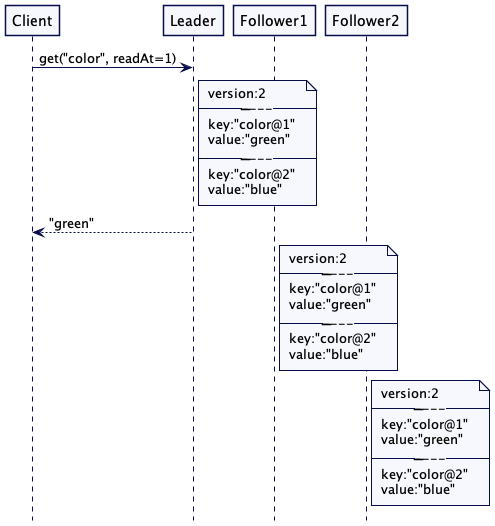 Client
Leader
Follower1
Follower2
get("color", readAt=1)
version:2
key:"color@1"
value:"green"
key:"color@2"
value:"blue"
"green"
version:2
key:"color@1"
value:"green"
key:"color@2"
value:"blue"
version:2
key:"color@1"
value:"green"
key:"color@2"
value:"blue"